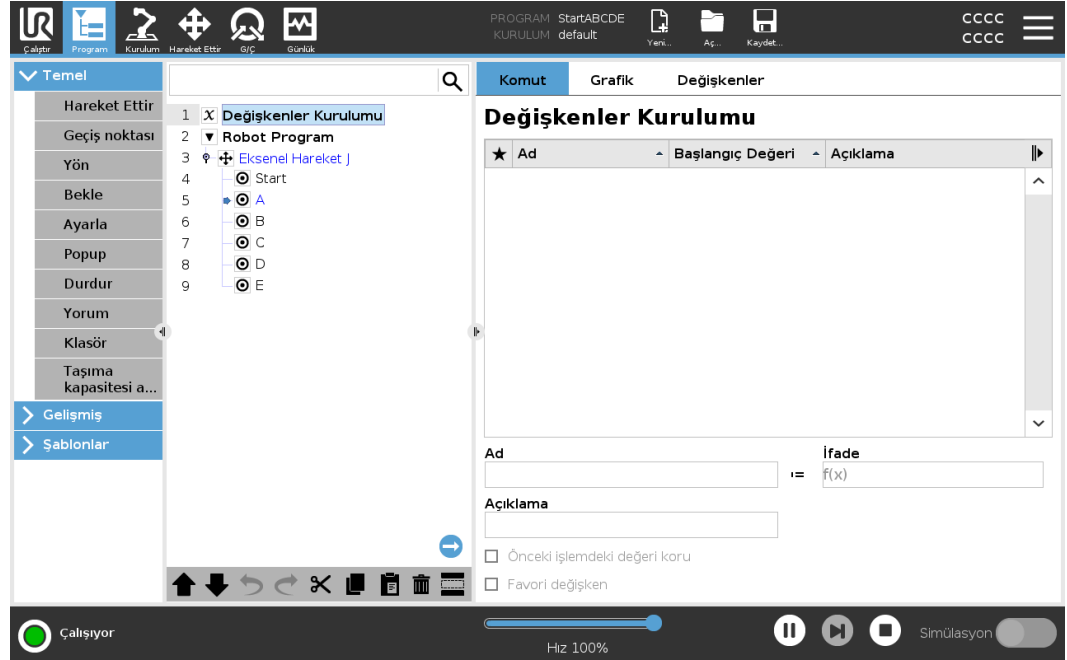 PROGRAM StartABCDE
KURULUM default
Yeni...
Aç...
Kaydet...
cccc
cccc
UR
Çalıştır
Program
Kurulum
Hareket Ettir
G/Ç
Günlük
Temel
Hareket Ettir
Geçiş noktası
Yön
Bekle
Ayarla
Popup
Durdur
Yorum
Klasör
Taşıma
kapasitesi a...
Gelişmiş
Şablonlar
1 X Değişkenler Kurulumu
2 Robot Program
3 Eksenel Hareket J
4 Start
5 A
6 B
7 C
8 D
9 E
Komut Grafik Değişkenler
Değişkenler Kurulumu
Ad Başlangıç Değeri Açıklama
Ad İfade
:= f(x)
Açıklama
Önceki işlemdeki değeri koru
Favori değişken
Çalışıyor
Hız 100%
Simülasyon